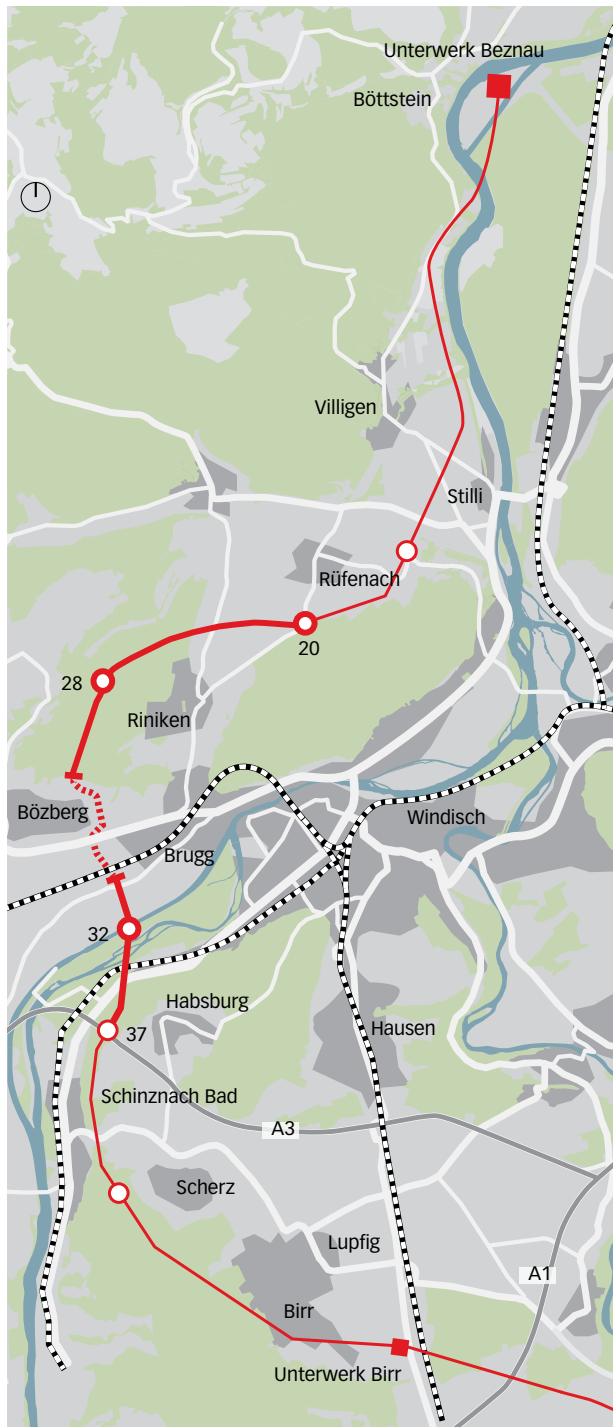 Unterwerk Beznau
Böttstein
Villigen
Stilli
Rüfenach
20
28
Riniken
Bözberg
Windisch
Brugg
32
Habsburg
37
Hausen
Schinznach Bad
A3
Scherz
Lupfig
A1
Birr
Unterwerk Birr